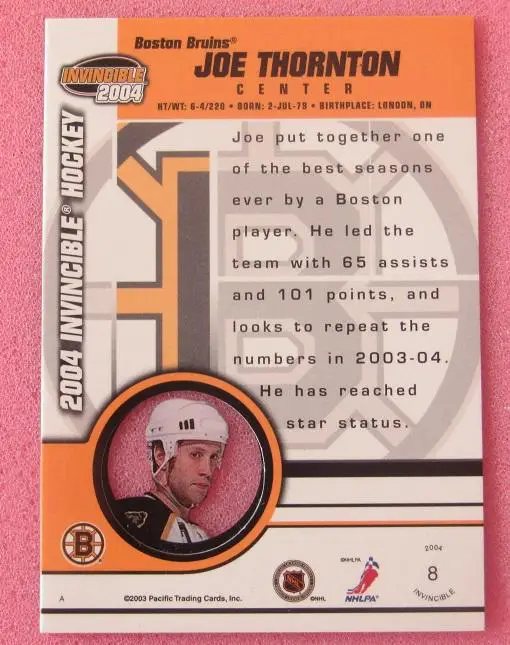 Boston Bruins®
JOE THORNTON
CENTER
HT/WT: 6-4/220 • BORN: 2-JUL-79 • BIRTHPLACE: LONDON, ON
INVINCIBLE
2004
2004 INVINCIBLE® HOCKEY
Joe put together one
of the best seasons
ever by a Boston
player. He led the
team with 65 assists
and 101 points, and
looks to repeat the
numbers in 2003-04.
He has reached
star status.
B
A
©2003 Pacific Trading Cards, Inc.
NHL
©NHL
©NHLPA
NHLPA
2004
8
INVINCIBLE